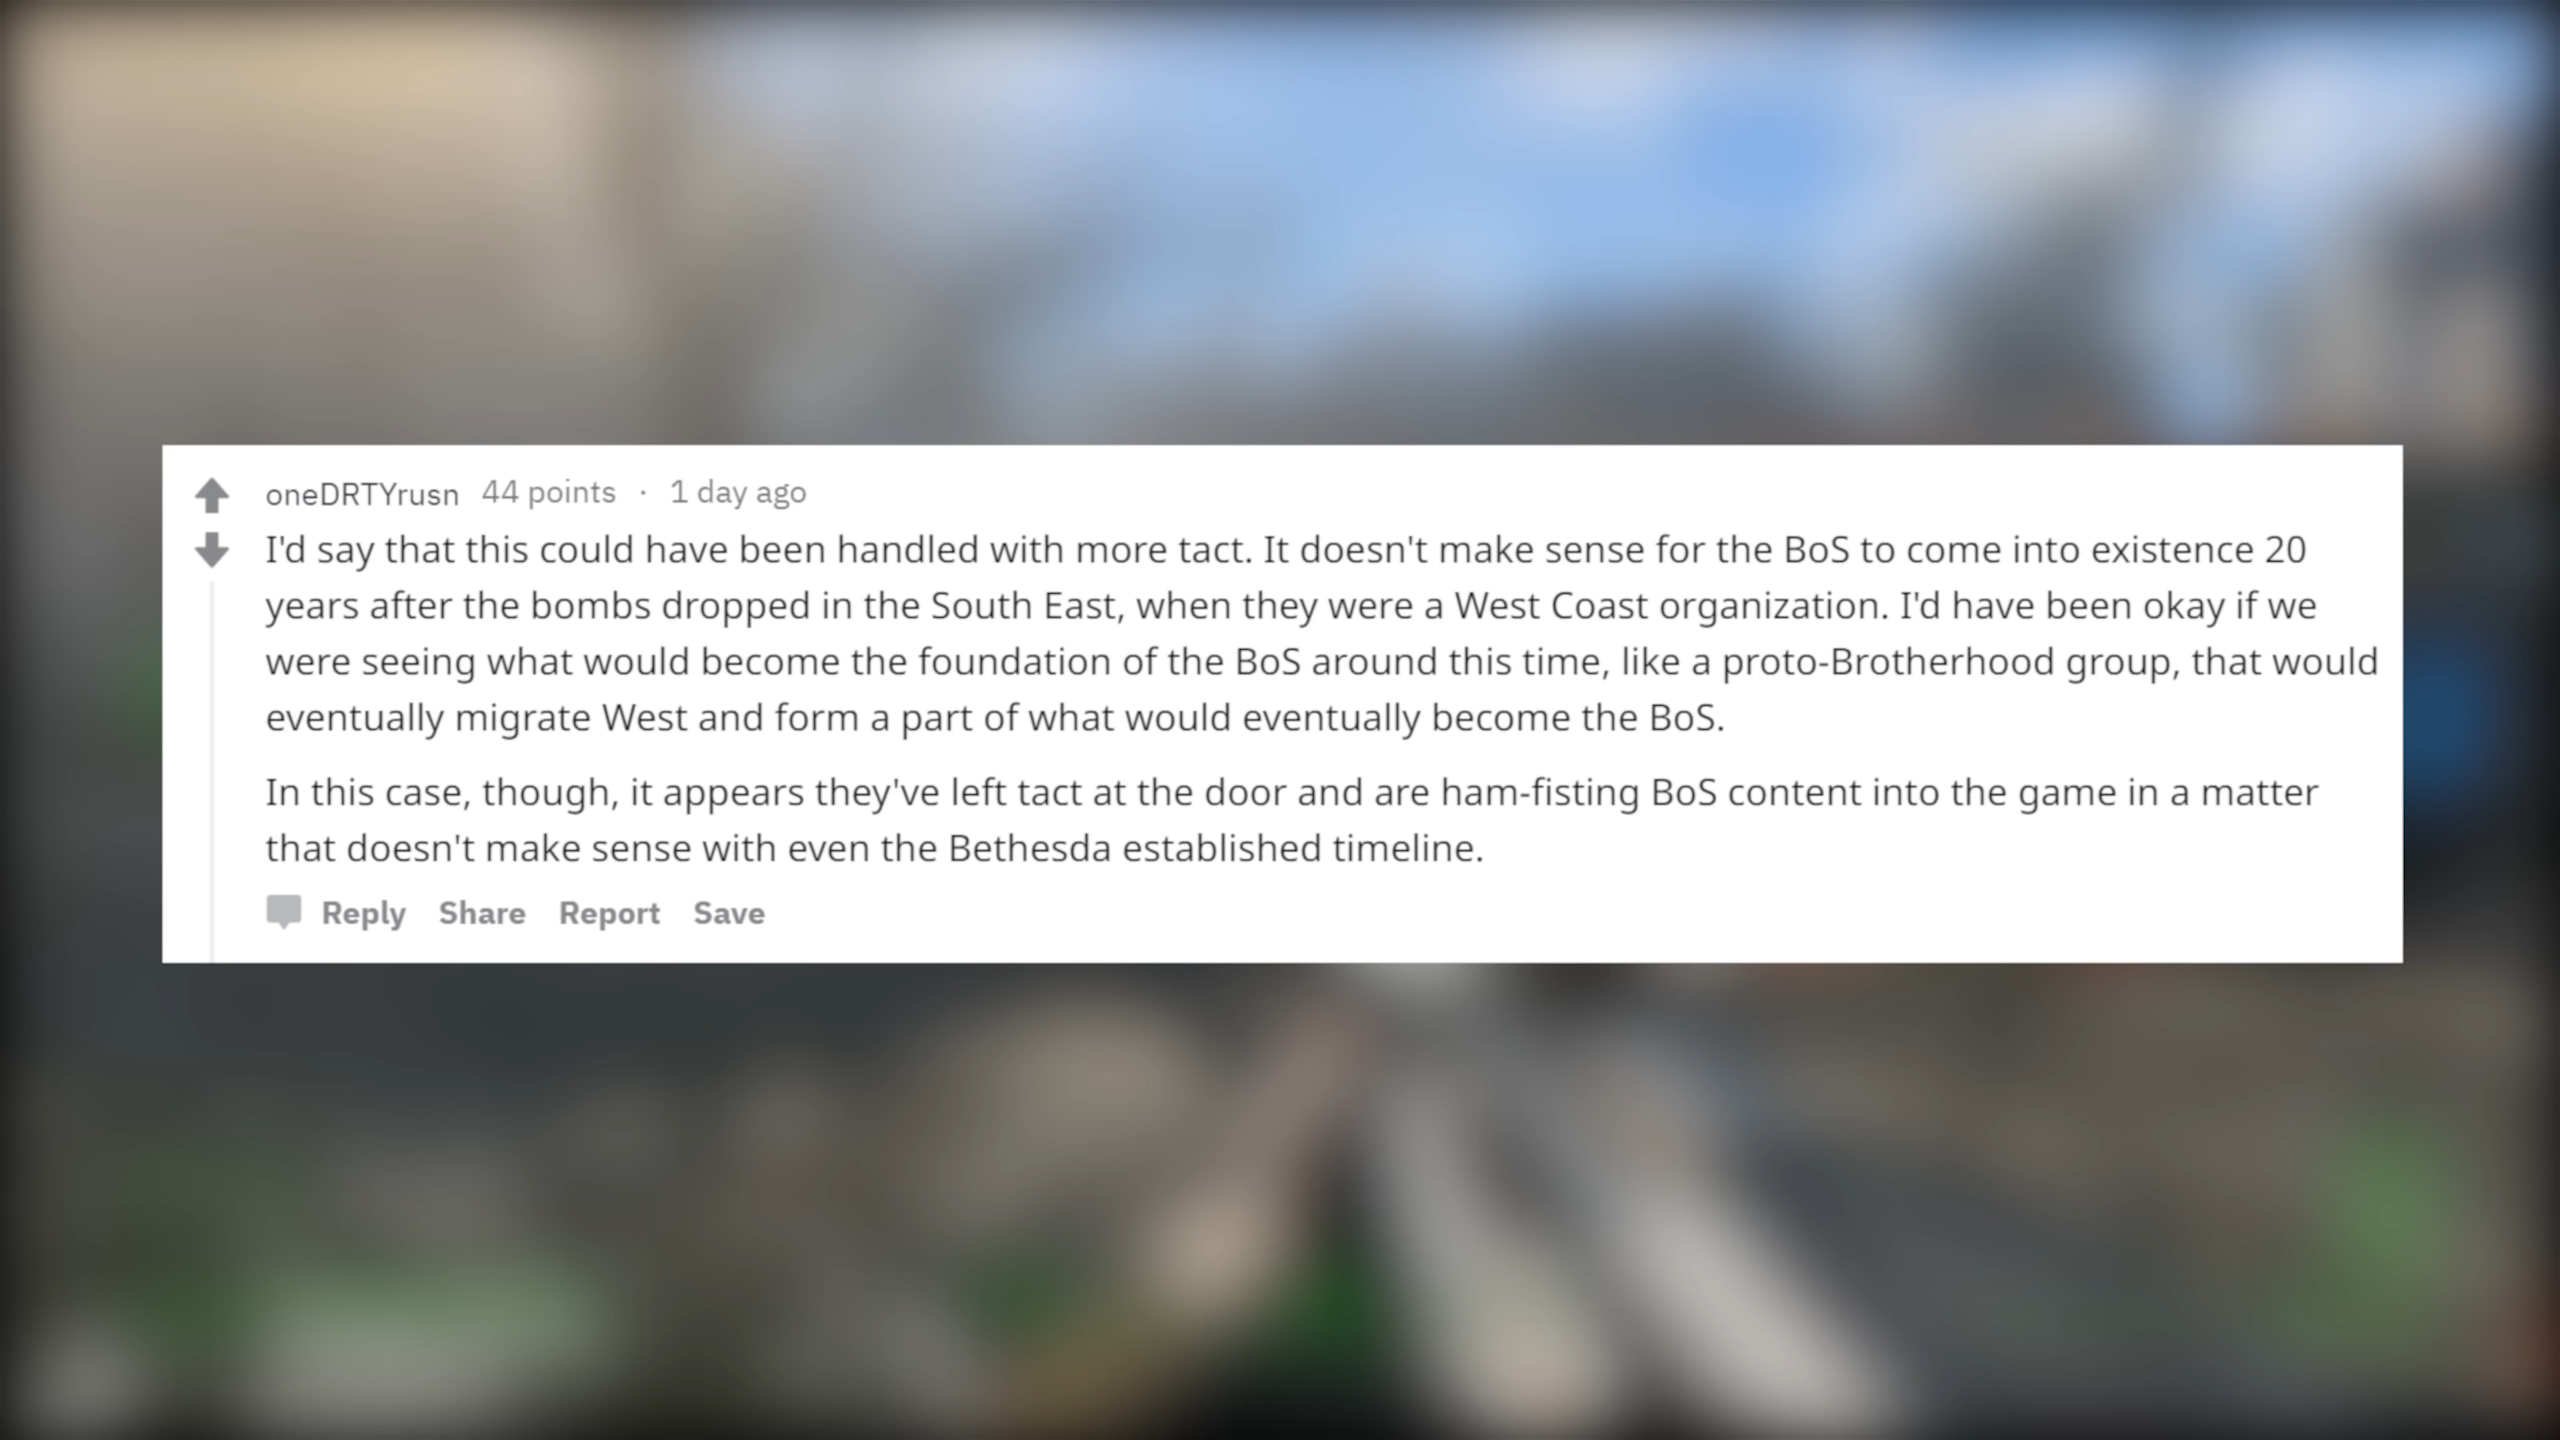 oneDRTYrusn 44 points · 1 day ago
I'd say that this could have been handled with more tact. It doesn't make sense for the BoS to come into existence 20
years after the bombs dropped in the South East, when they were a West Coast organization. I'd have been okay if we
were seeing what would become the foundation of the BoS around this time, like a proto-Brotherhood group, that would
eventually migrate West and form a part of what would eventually become the BoS.
In this case, though, it appears they've left tact at the door and are ham-fisting BoS content into the game in a matter
that doesn't make sense with even the Bethesda established timeline.
Reply Share Report Save